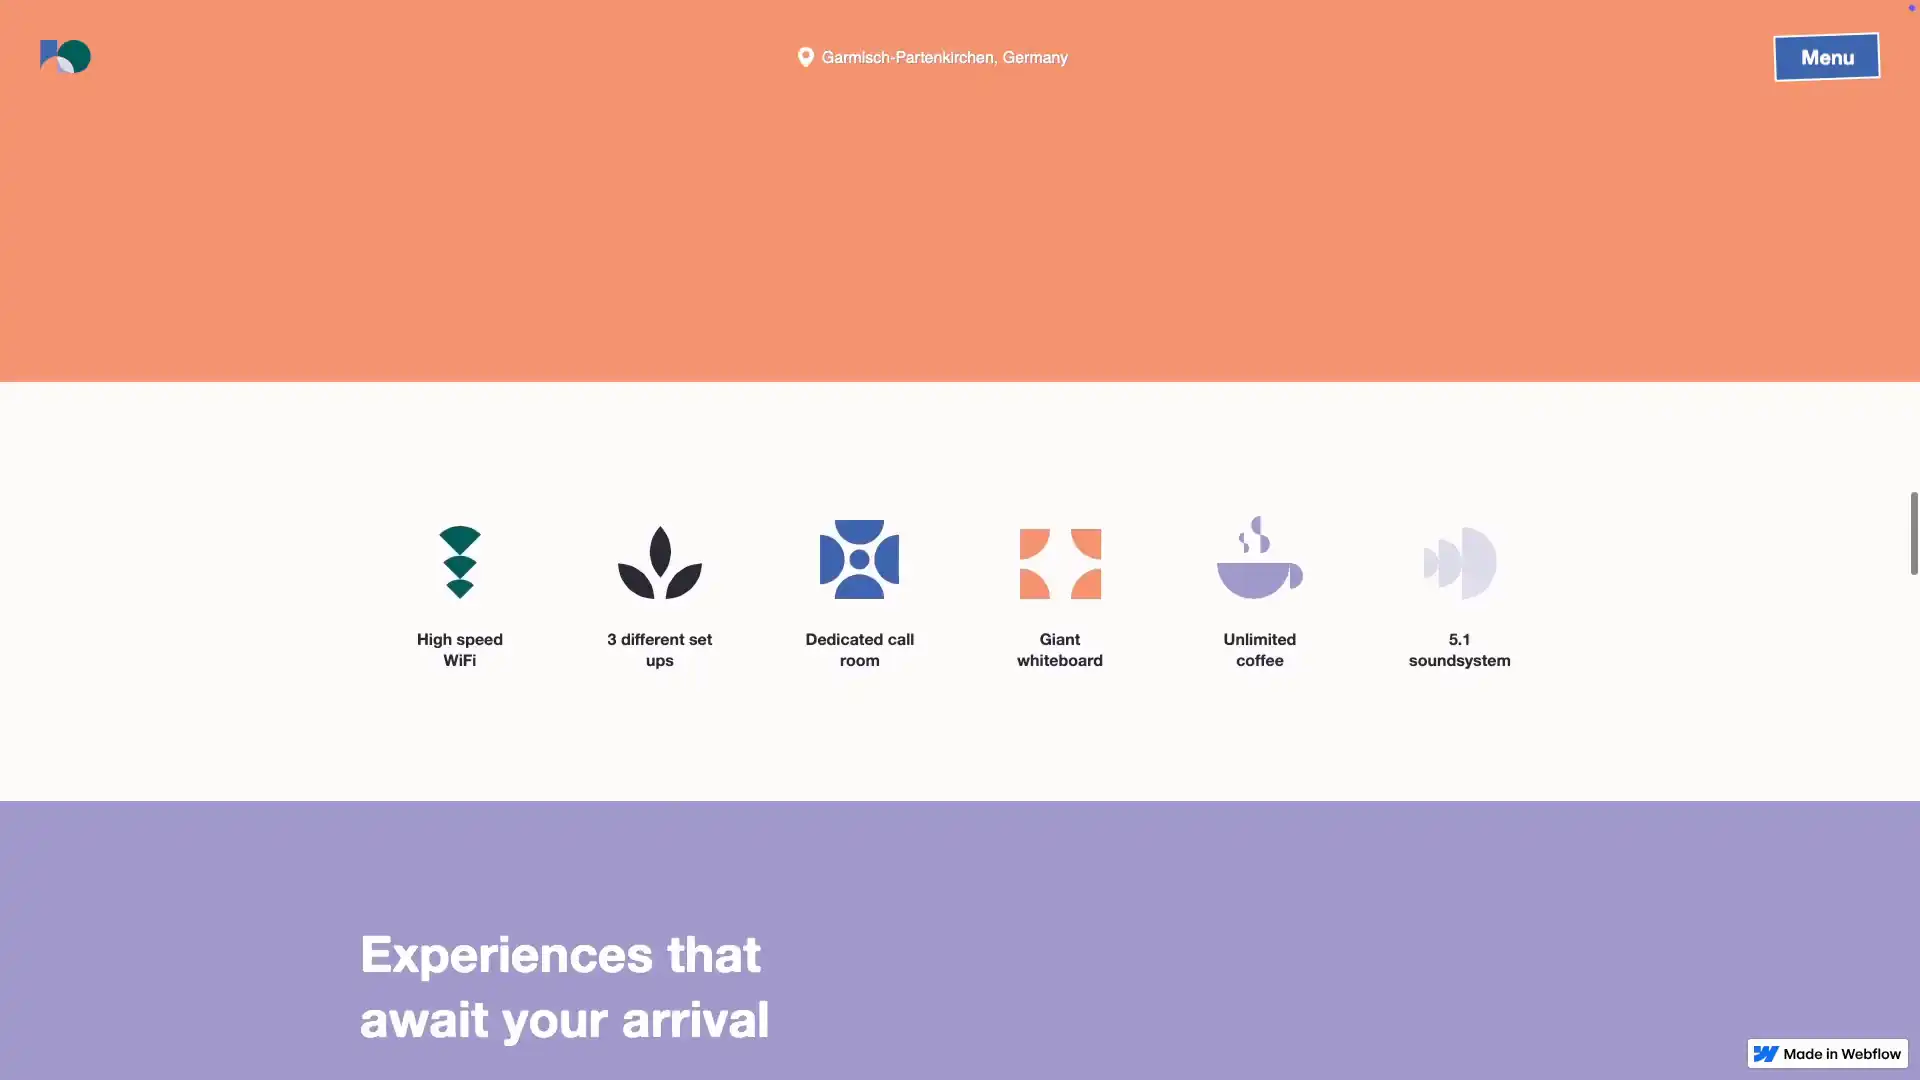 Garmisch-Partenkirchen, Germany
Menu
High speed
WiFi
3 different set
ups
Dedicated call
room
Giant
whiteboard
Unlimited
coffee
5.1
soundsystem
Experiences that
await your arrival
Made in Webflow